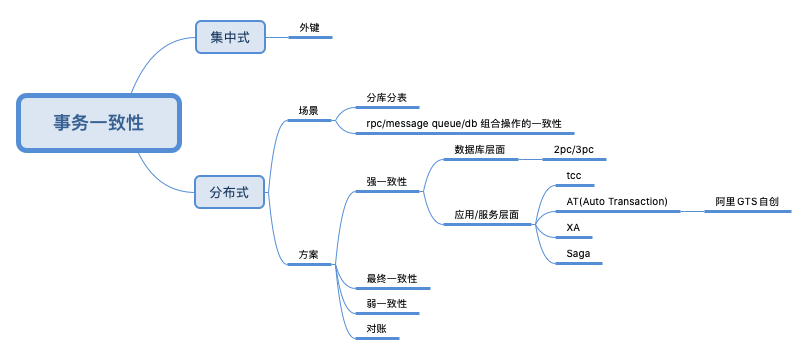 事务一致性
集中式
外键
分布式
场景
分库分表
rpc/message queue/db 组合操作的一致性
方案
强一致性
数据库层面
2pc/3pc
应用/服务层面
tcc
AT(Auto Transaction)
阿里GTS自创
XA
Saga
最终一致性
弱一致性
对账